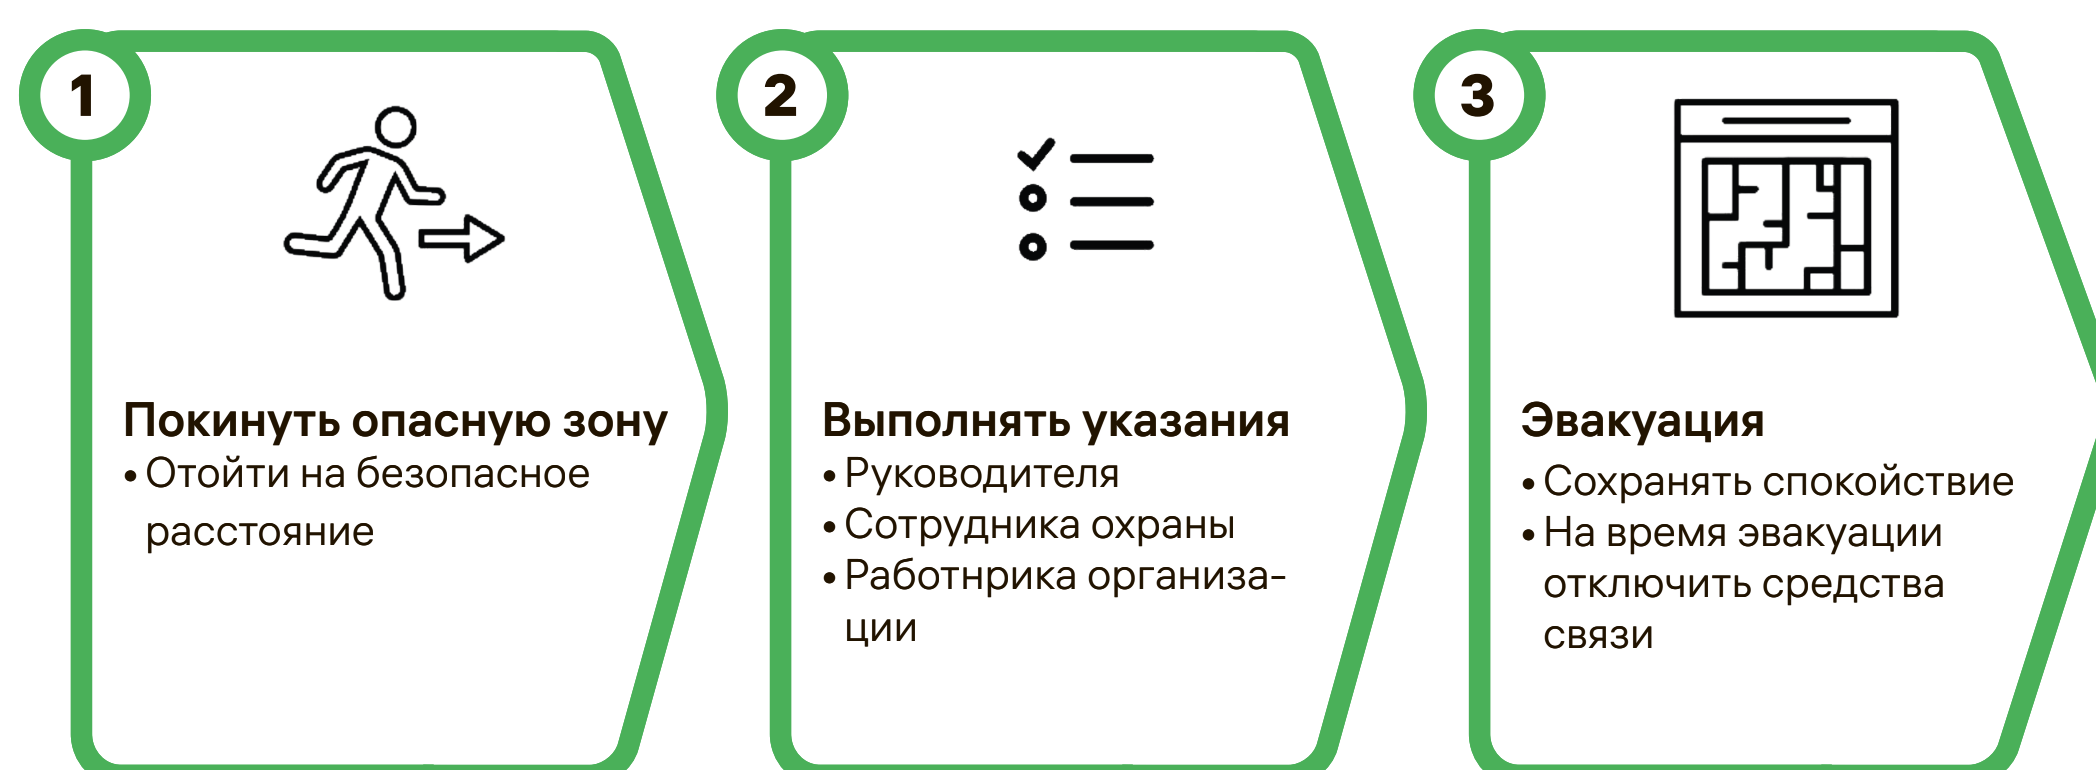 1
Покинуть опасную зону
• Отойти на безопасное
расстояние
2
Выполнять указания
• Руководителя
• Сотрудника охраны
• Работнрика организа-
ции
3
Эвакуация
• Сохранять спокойствие
• На время эвакуации
отключить средства
связи